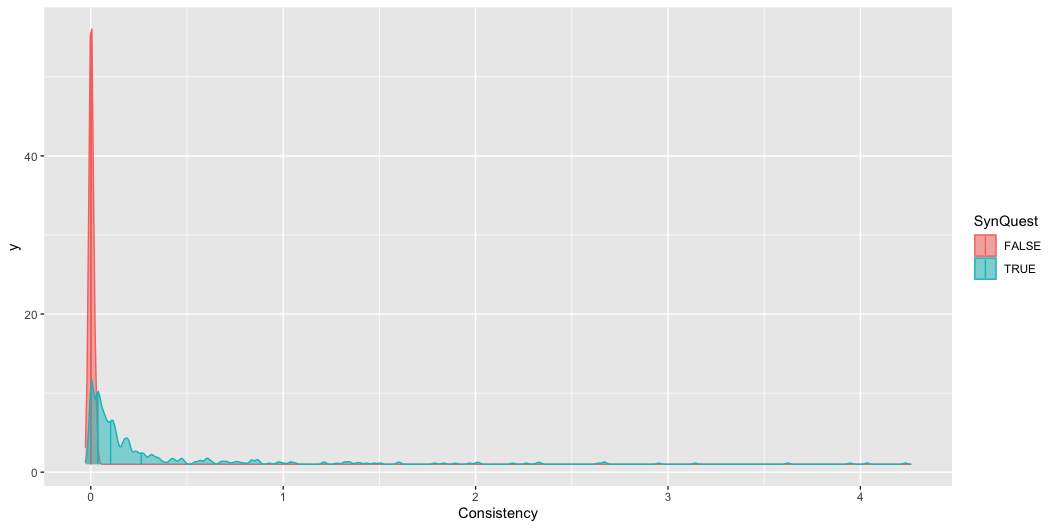 40
20
0
y
0 1 2 3 4
Consistency
SynQuest
FALSE
TRUE